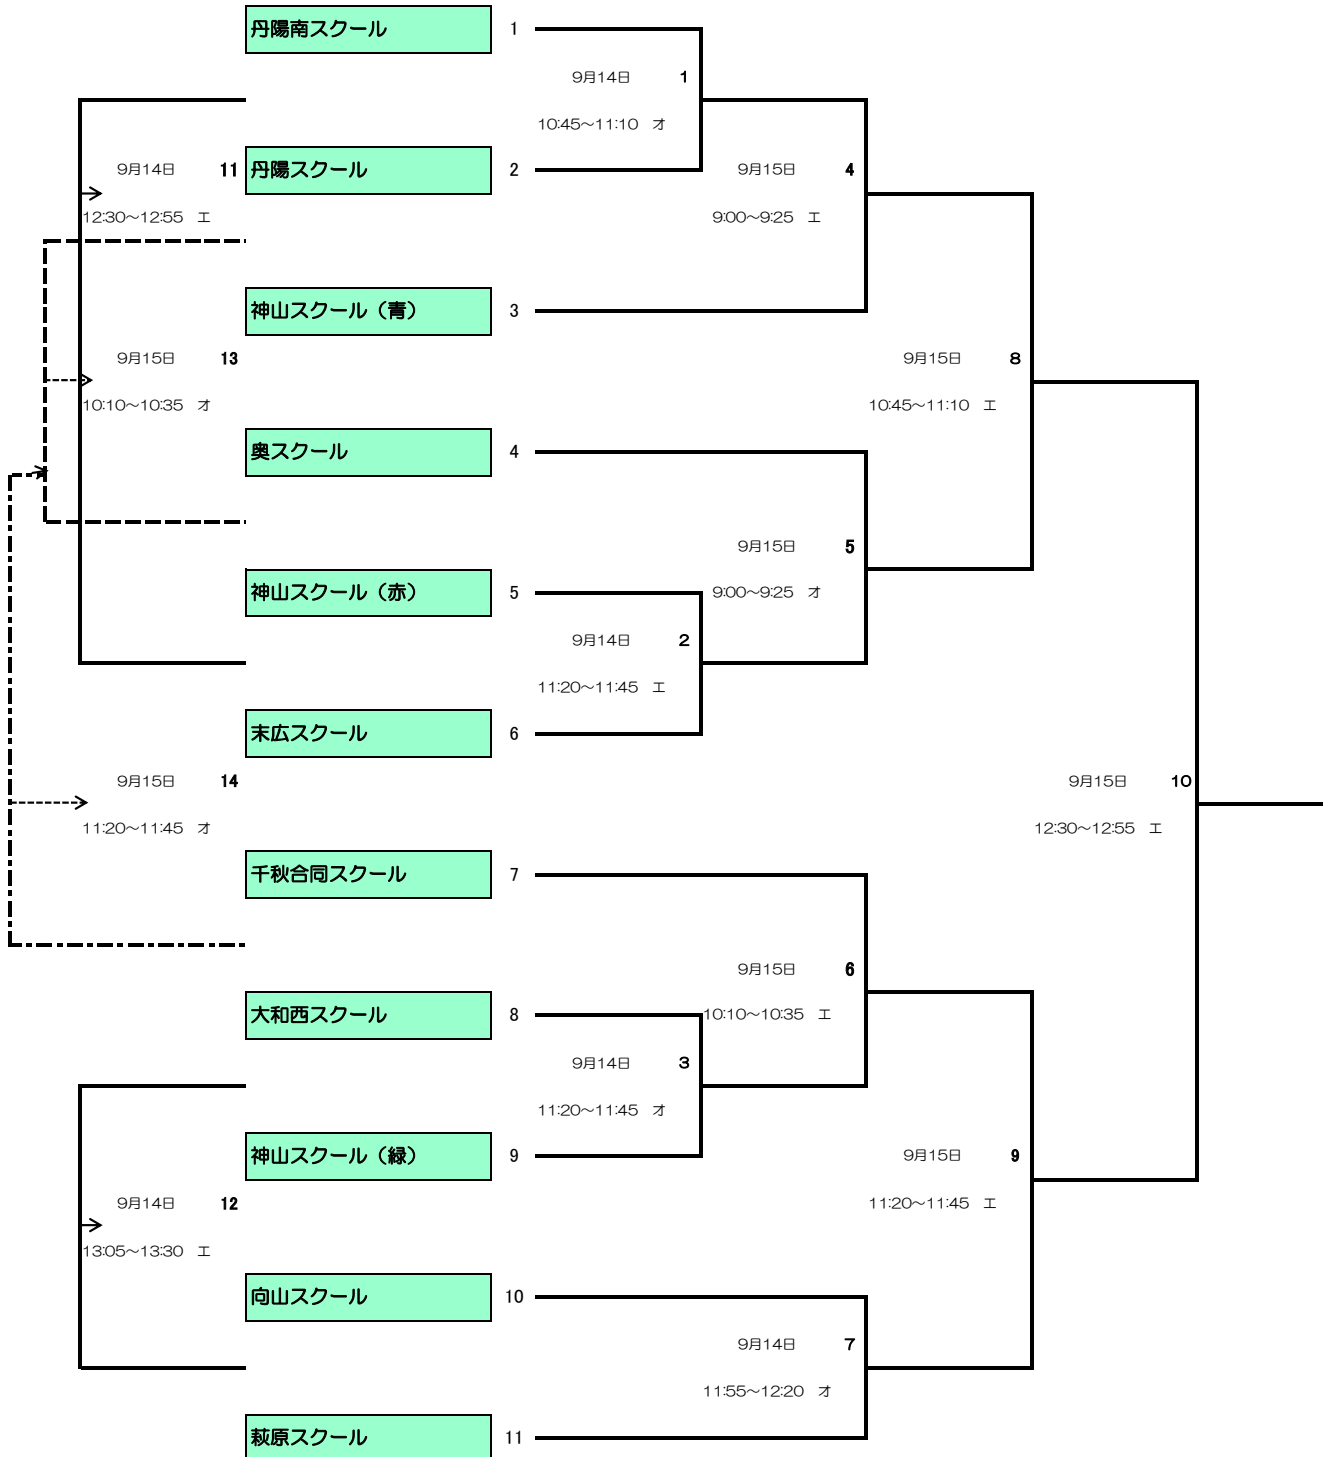 丹陽南スクール 1
9月14日 1
10:45～11:10 オ
9月14日 11 丹陽スクール 2 9月15日 4
12:30～12:55 エ 9:00～9:25 エ
神山スクール（青） 3
9月15日 13 9月15日 8
10:10～10:35 オ 10:45～11:10 エ
奥スクール 4
9月15日 5
神山スクール（赤） 5 9:00～9:25 オ
9月14日 2
11:20～11:45 エ
末広スクール 6
9月15日 14 9月15日 10
11:20～11:45 オ 12:30～12:55 エ
千秋合同スクール 7
9月15日 6
大和西スクール 8 10:10～10:35 エ
9月14日 3
11:20～11:45 オ
神山スクール（緑） 9 9月15日 9
9月14日 12 11:20～11:45 エ
13:05～13:30 エ
向山スクール 10
9月14日 7
11:55～12:20 オ
萩原スクール 11